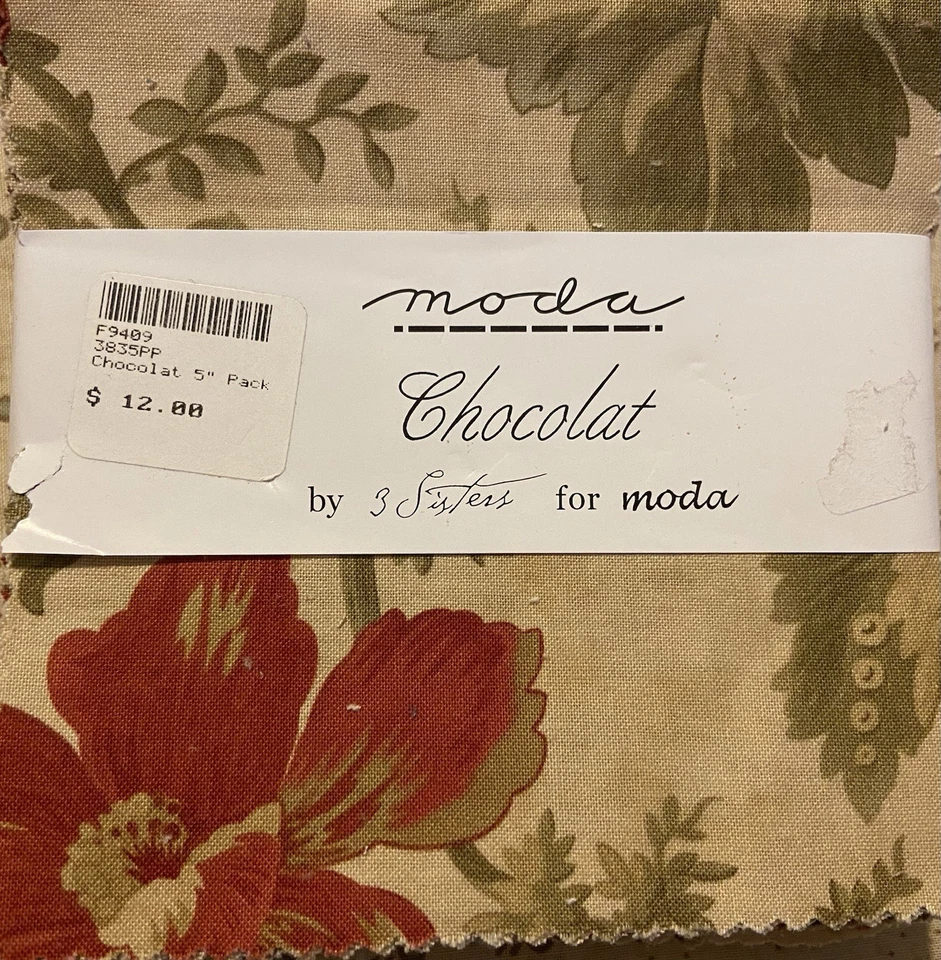 F9409
3835PP
Chocolat 5" Pack
$ 12.00
moda
Chocolat
by 3 Sisters for moda